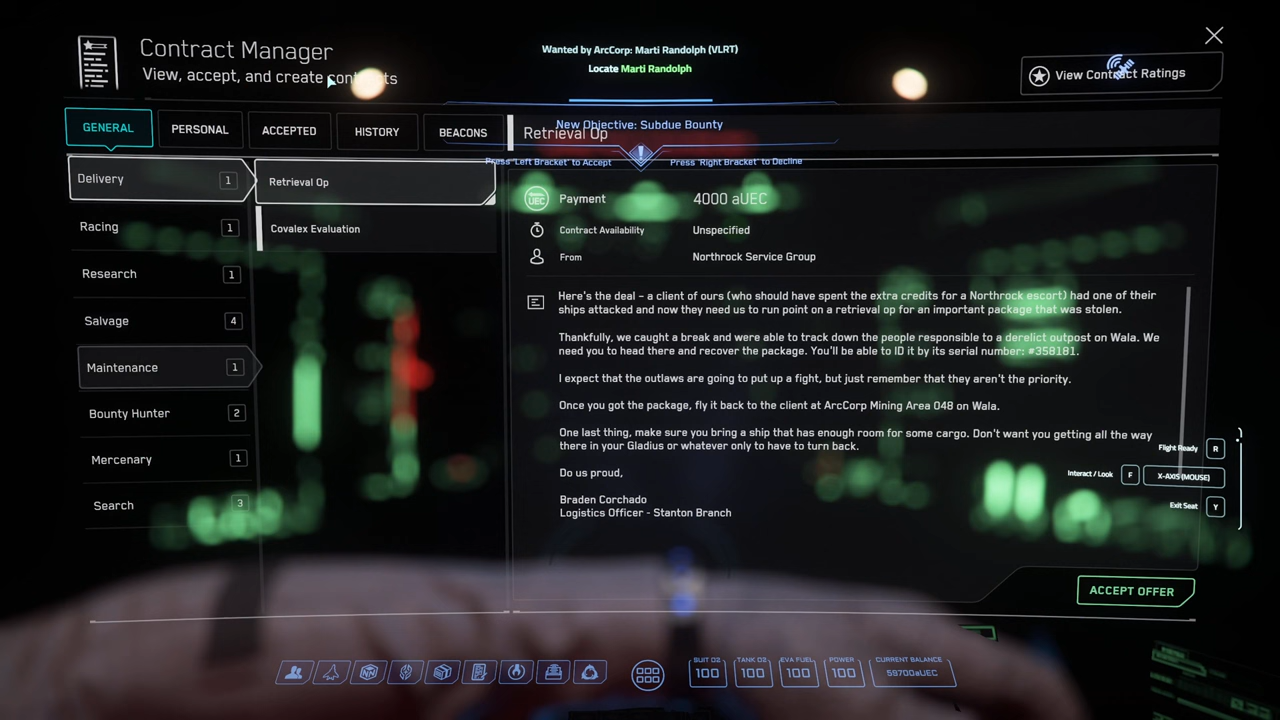 Contract Manager
View, accept, and create contracts
Wanted by ArcCorp: Marti Randolph (VLRT)
Locate Marti Randolph
View Contract Ratings
GENERAL
PERSONAL
ACCEPTED
HISTORY
BEACONS
New Objective: Subdue Bounty
Retrieval Op
Press 'Left Bracket' to Accept
Press 'Right Bracket' to Decline
Delivery 1
Racing 1
Research 1
Salvage 4
Maintenance 1
Bounty Hunter 2
Mercenary 1
Search 3
Retrieval Op
Covalex Evaluation
UEC
Payment 4000 aUEC
Contract Availability Unspecified
From Northrock Service Group
Here's the deal – a client of ours (who should have spent the extra credits for a Northrock escort) had one of their
ships attacked and now they need us to run point on a retrieval op for an important package that was stolen.
Thankfully, we caught a break and were able to track down the people responsible to a derelict outpost on Wala. We
need you to head there and recover the package. You'll be able to ID it by its serial number: #358181.
I expect that the outlaws are going to put up a fight, but just remember that they aren't the priority.
Once you got the package, fly it back to the client at ArcCorp Mining Area 048 on Wala.
One last thing, make sure you bring a ship that has enough room for some cargo. Don't want you getting all the way
there in your Gladius or whatever only to have to turn back.
Do us proud,
Braden Corchado
Logistics Officer - Stanton Branch
Flight Ready R
Interact / Look F X-AXIS (MOUSE)
Exit Seat Y
ACCEPT OFFER
SUIT O2
100
TANK O2
100
EVA FUEL
100
POWER
100
CURRENT BALANCE
59700aUEC